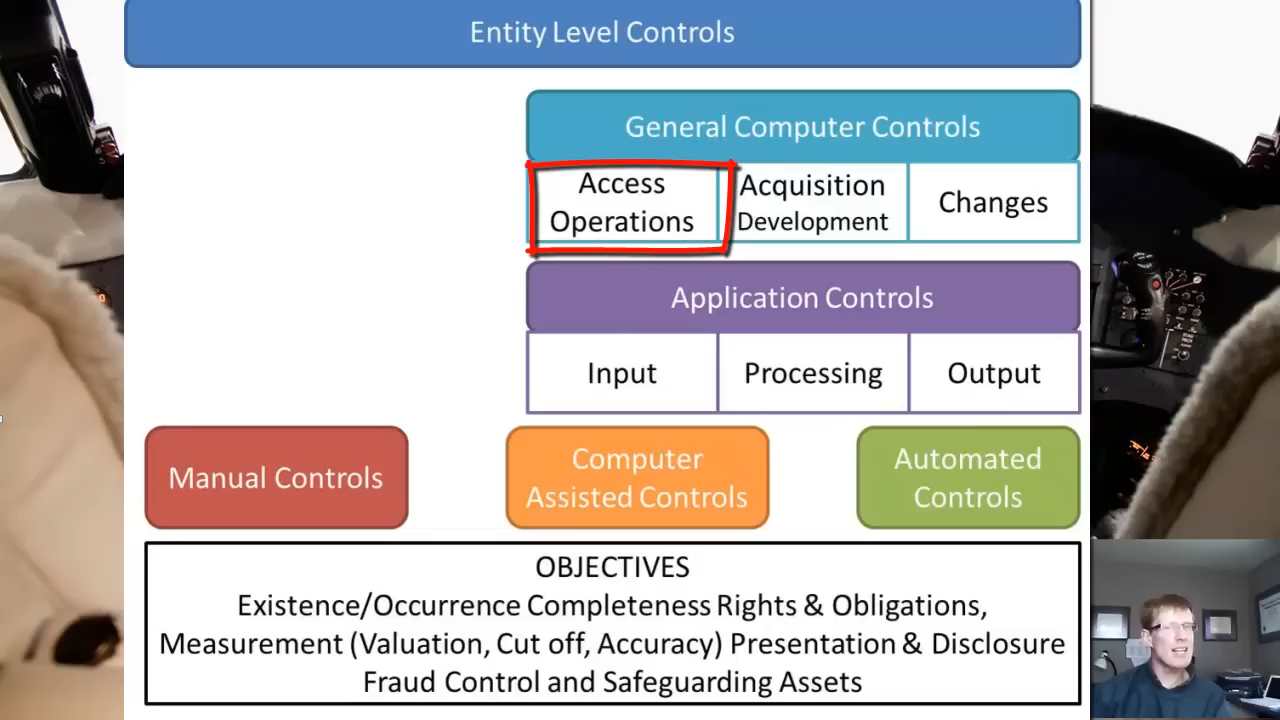 Entity Level Controls
General Computer Controls
Access
Operations
Acquisition
Development
Changes
Application Controls
Input
Processing
Output
Manual Controls
Computer
Assisted Controls
Automated
Controls
OBJECTIVES
Existence/Occurrence Completeness Rights & Obligations,
Measurement (Valuation, Cut off, Accuracy) Presentation & Disclosure
Fraud Control and Safeguarding Assets